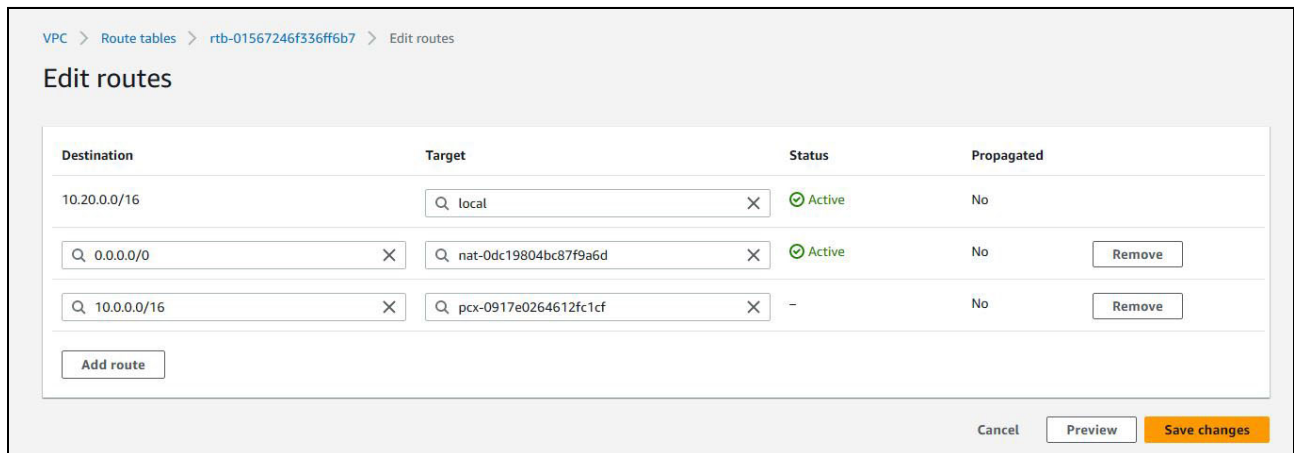 VPC > Route tables > rtb-01567246f336ff6b7 > Edit routes
Edit routes
Destination Target Status Propagated
10.20.0.0/16 local Active No
0.0.0.0/0 nat-0dc19804bc87f9a6d Active No Remove
10.0.0.0/16 pcx-0917e0264612fc1cf – No Remove
Add route
Cancel Preview Save changes